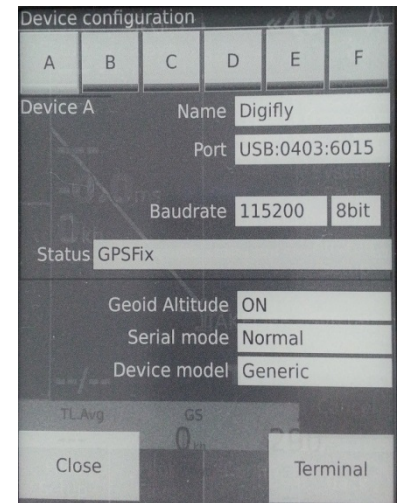 Device configuration
A B C D E F
Device A
Name Digifly
Port USB:0403:6015
Baudrate 115200 8bit
Status GPSFix
Geoid Altitude ON
Serial mode Normal
Device model Generic
TL.Avg GS
Close Terminal